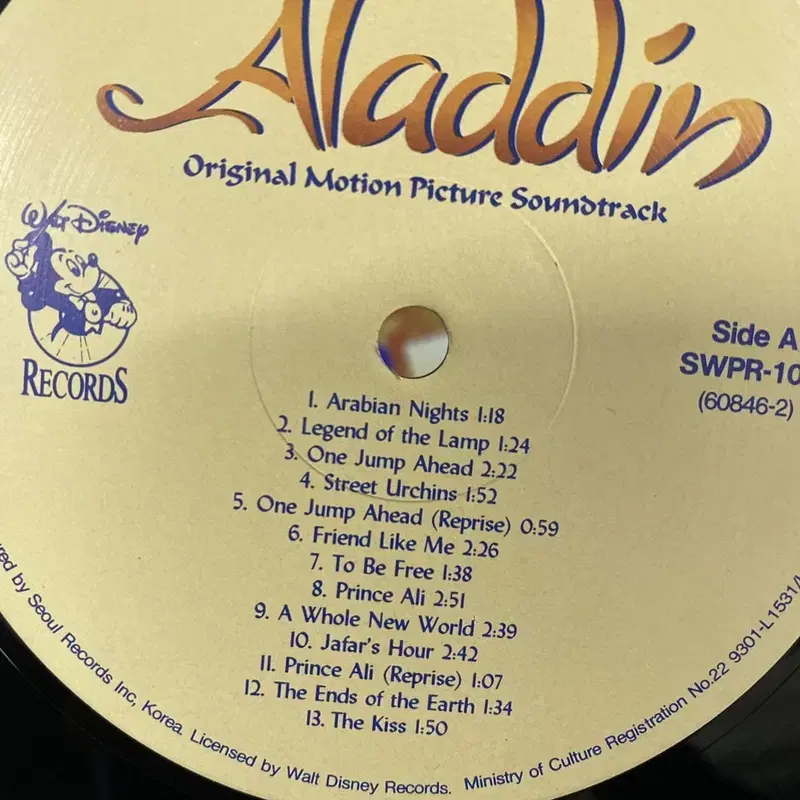 Aladdin
Original Motion Picture Soundtrack
WALT DISNEY
RECORDS
Side A
SWPR-10
(60846-2)
1. Arabian Nights 1:18
2. Legend of the Lamp 1:24
3. One Jump Ahead 2:22
4. Street Urchins 1:52
5. One Jump Ahead (Reprise) 0:59
6. Friend Like Me 2:26
7. To Be Free 1:38
8. Prince Ali 2:51
9. A Whole New World 2:39
10. Jafar's Hour 2:42
11. Prince Ali (Reprise) 1:07
12. The Ends of the Earth 1:34
13. The Kiss 1:50
by Seoul Records Inc, Korea. Licensed by Walt Disney Records. Ministry of Culture Registration No.22 9301-L1531/